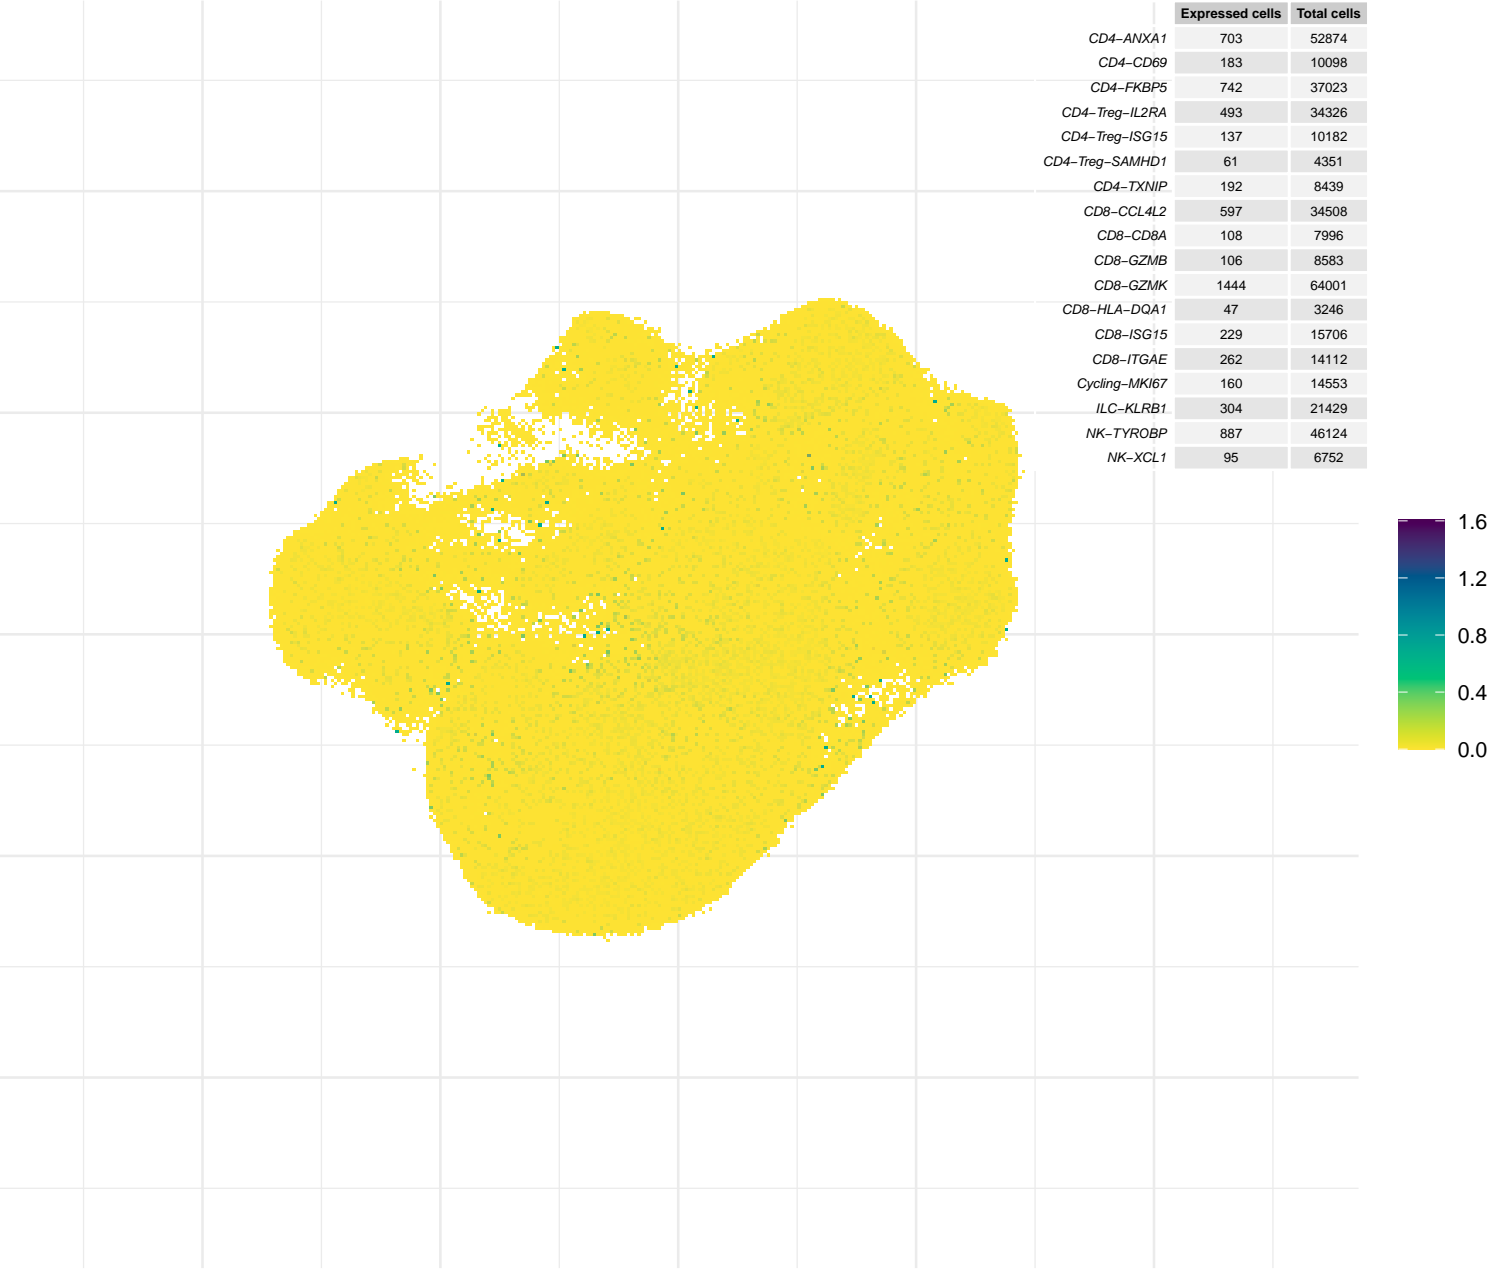 Expressed cells Total cells
CD4−ANXA1 703 52874
CD4−CD69 183 10098
CD4−FKBP5 742 37023
CD4−Treg−IL2RA 493 34326
CD4−Treg−ISG15 137 10182
CD4−Treg−SAMHD1 61 4351
CD4−TXNIP 192 8439
CD8−CCL4L2 597 34508
CD8−CD8A 108 7996
CD8−GZMB 106 8583
CD8−GZMK 1444 64001
CD8−HLA−DQA1 47 3246
CD8−ISG15 229 15706
CD8−ITGAE 262 14112
Cycling−MKI67 160 14553
ILC−KLRB1 304 21429
NK−TYROBP 887 46124
NK−XCL1 95 6752
1.6
1.2
0.8
0.4
0.0